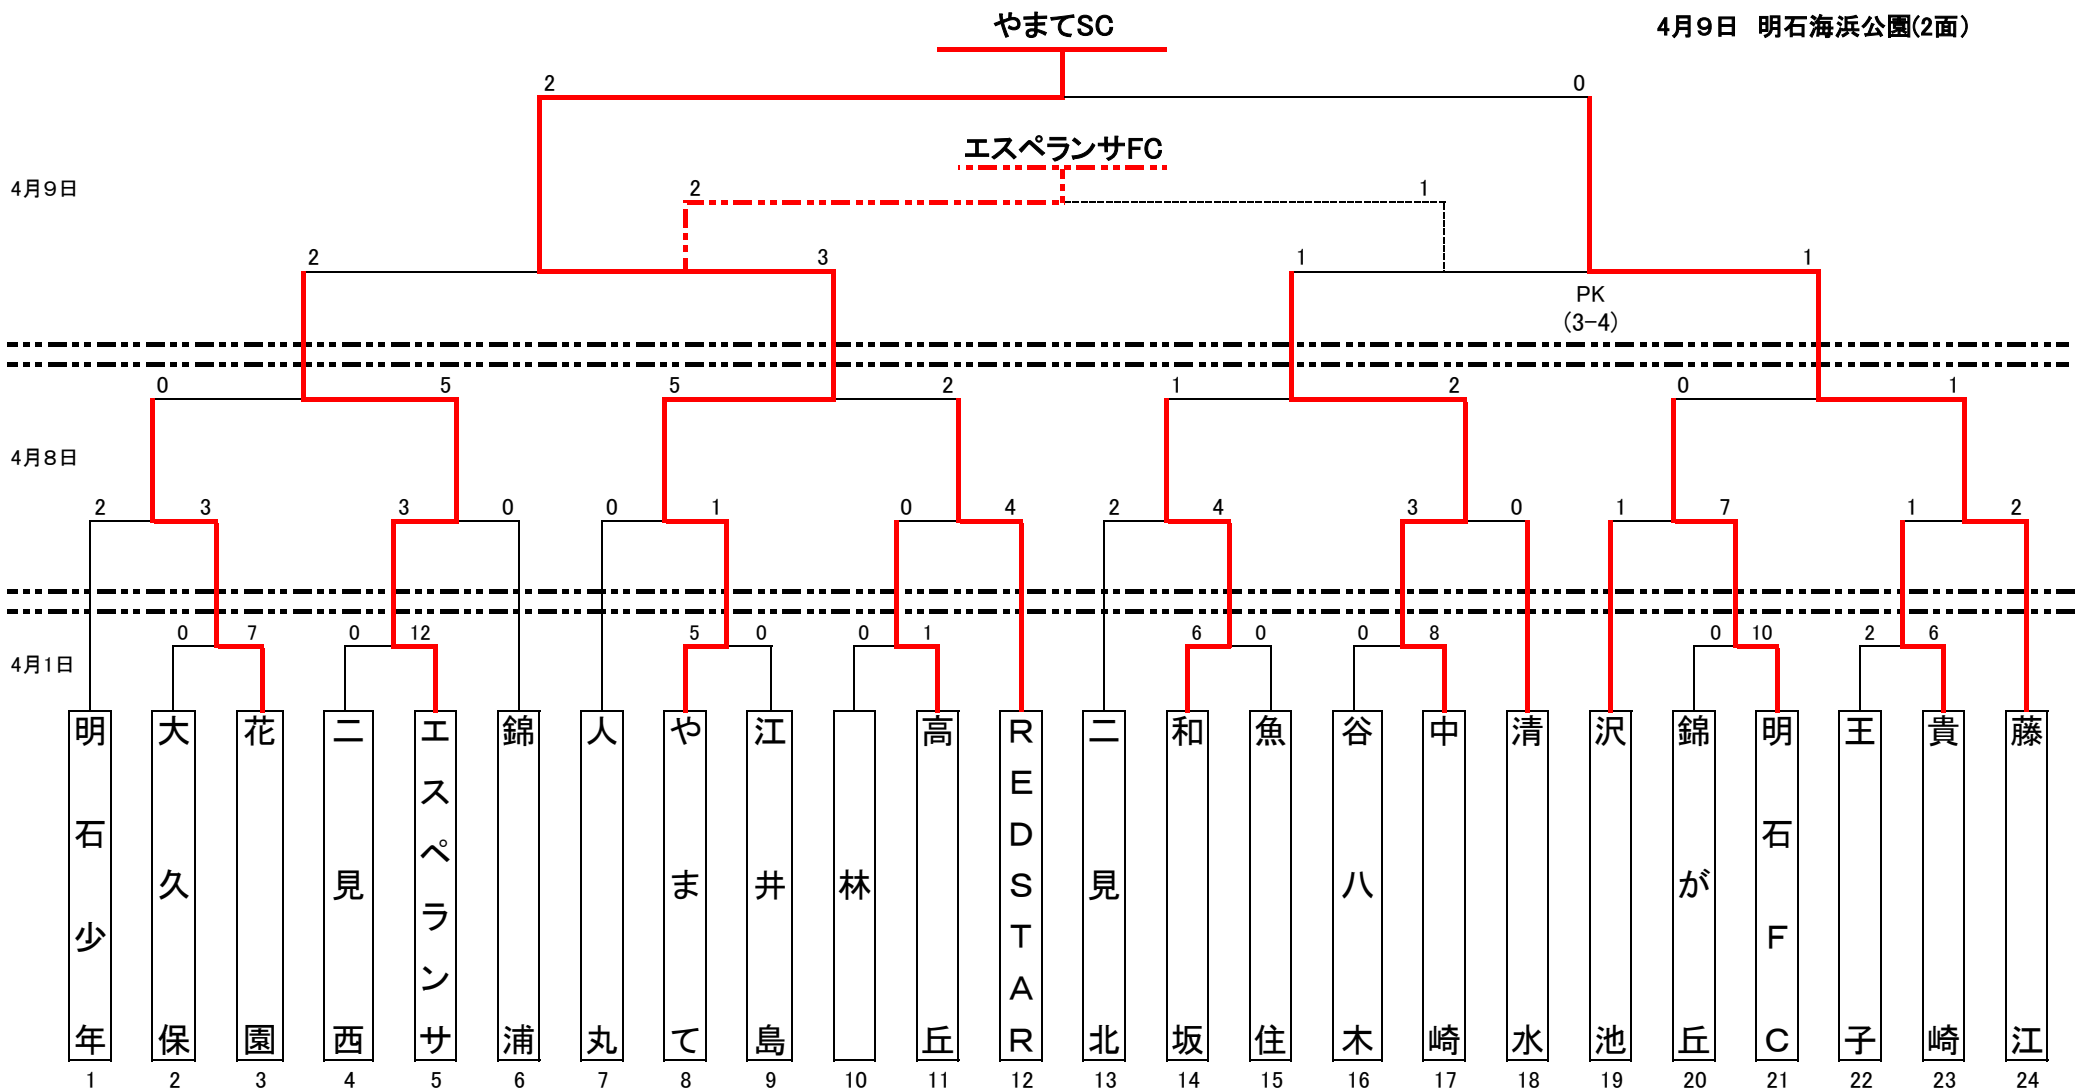 やまてSC
4月９日 明石海浜公園(2面）
2 0
エスペランサFC
4月９日
2 1
2 3 1 1
PK
(3−4)
0 5 5 2 1 2 0 1
4月８日
2 3 3 0 0 1 0 4 2 4 3 0 1 7 1 2
0 7 0 12 5 0 0 1 6 0 0 8 0 10 2 6
4月１日
明石少年
大久保
花園
二見西
エスペランサ
錦浦
人丸
やまて
江井島
林
高丘
ＲＥＤＳＴＡＲ
二見北
和坂
魚住
谷八木
中崎
清水
沢池
錦が丘
明石ＦＣ
王子
貴崎
藤江
1 2 3 4 5 6 7 8 9 10 11 12 13 14 15 16 17 18 19 20 21 22 23 24